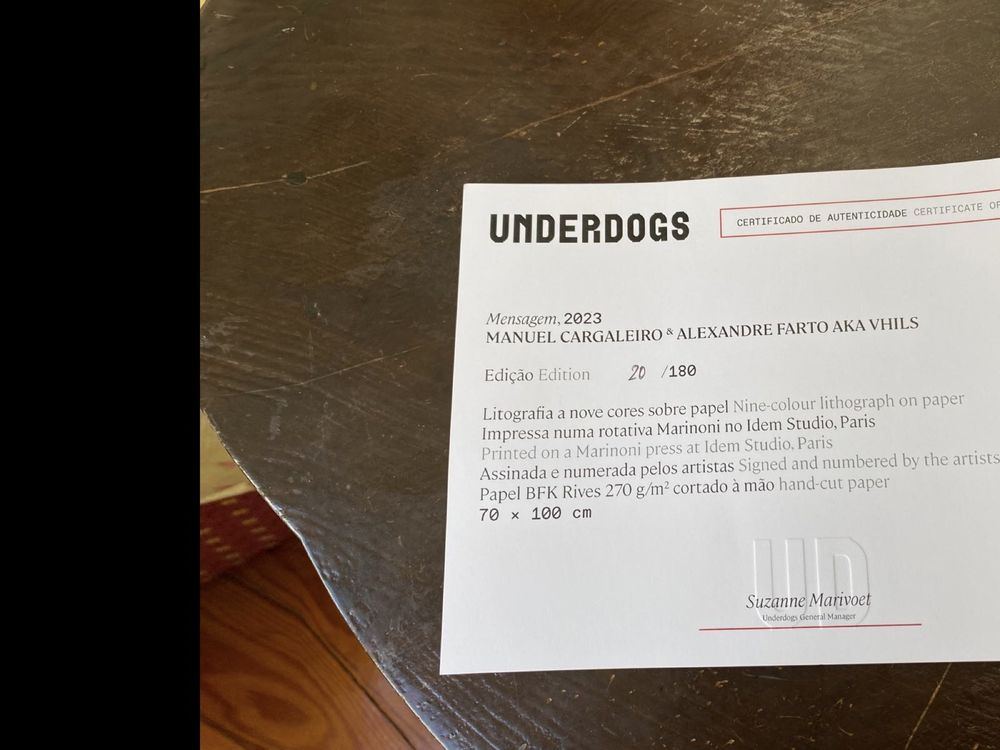 UNDERDOGS
CERTIFICADO DE AUTENTICIDADE CERTIFICATE OF
Mensagem, 2023
MANUEL CARGALEIRO & ALEXANDRE FARTO AKA VHILS
Edição Edition 20 /180
Litografia a nove cores sobre papel Nine-colour lithograph on paper
Impressa numa rotativa Marinoni no Idem Studio, Paris
Printed on a Marinoni press at Idem Studio, Paris
Assinada e numerada pelos artistas Signed and numbered by the artists
Papel BFK Rives 270 g/m² cortado à mão hand-cut paper
70 × 100 cm
UD
Suzanne Marivoet
Underdogs General Manager